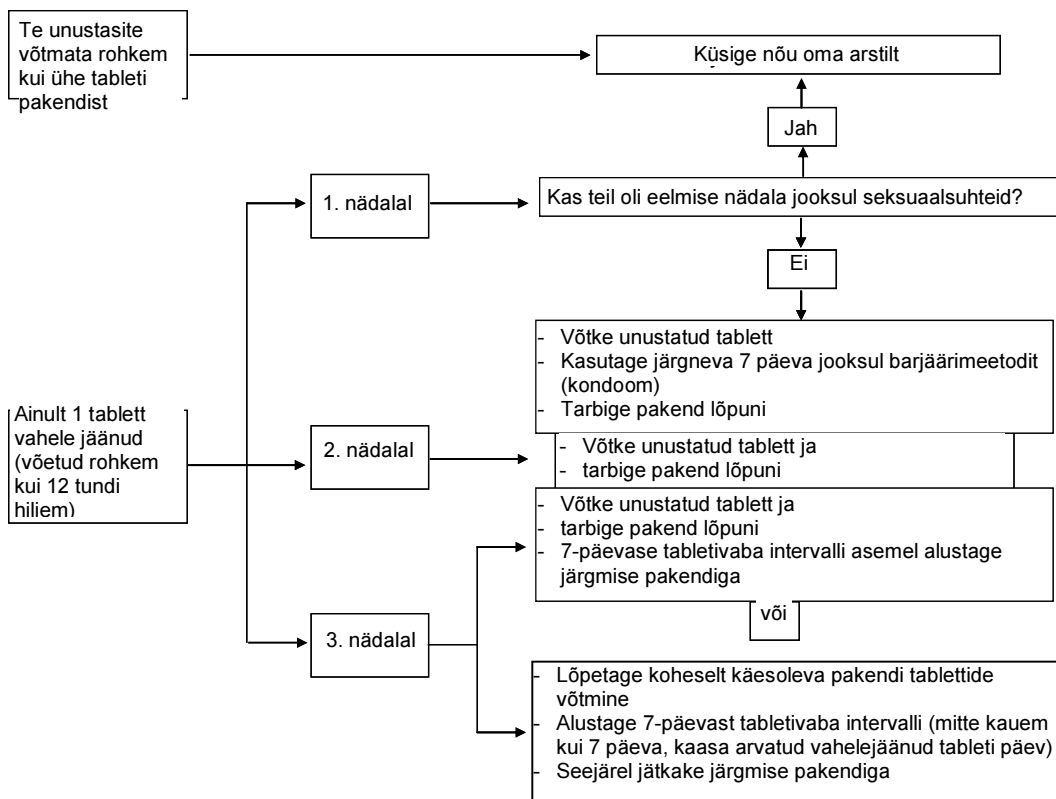 Te unustasite
võtmata rohkem
kui ühe tableti
pakendist
Küsige nõu oma arstilt
Jah
1. nädalal
Kas teil oli eelmise nädala jooksul seksuaalsuhteid?
Ei
- Võtke unustatud tablett
- Kasutage järgneva 7 päeva jooksul barjäärimeetodit
(kondoom)
- Tarbige pakend lõpuni
Ainult 1 tablett
vahele jäänud
(võetud rohkem
kui 12 tundi
hiljem)
2. nädalal
- Võtke unustatud tablett ja
- tarbige pakend lõpuni
- Võtke unustatud tablett ja
- tarbige pakend lõpuni
- 7-päevase tabletivaba intervalli asemel alustage
järgmise pakendiga
või
3. nädalal
- Lõpetage koheselt käesoleva pakendi tablettide
võtmine
- Alustage 7-päevast tabletivaba intervalli (mitte kauem
kui 7 päeva, kaasa arvatud vahelejäänud tableti päev)
- Seejärel jätkake järgmise pakendiga